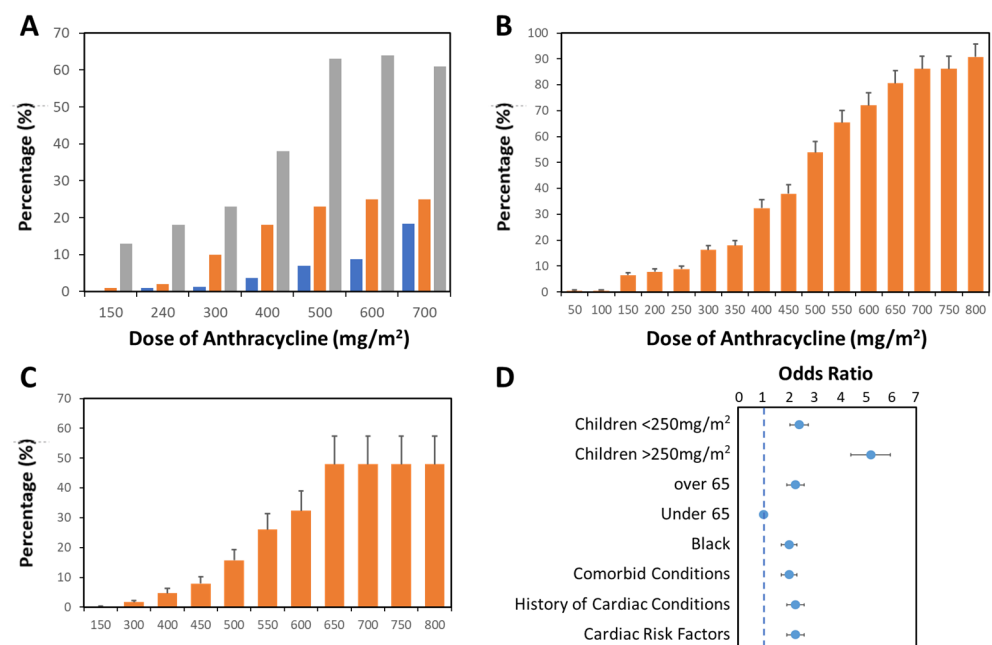 A
Percentage (%)
70
60
50
40
30
20
10
0
150 240 300 400 500 600 700
Dose of Anthracycline (mg/m²)
B
Percentage (%)
100
90
80
70
60
50
40
30
20
10
0
50 100 150 200 250 300 350 400 450 500 550 600 650 700 750 800
Dose of Anthracycline (mg/m²)
C
Percentage (%)
70
60
50
40
30
20
10
0
150 300 400 450 500 550 600 650 700 750 800
D
Odds Ratio
0 1 2 3 4 5 6 7
Children <250mg/m²
Children >250mg/m²
over 65
Under 65
Black
Comorbid Conditions
History of Cardiac Conditions
Cardiac Risk Factors